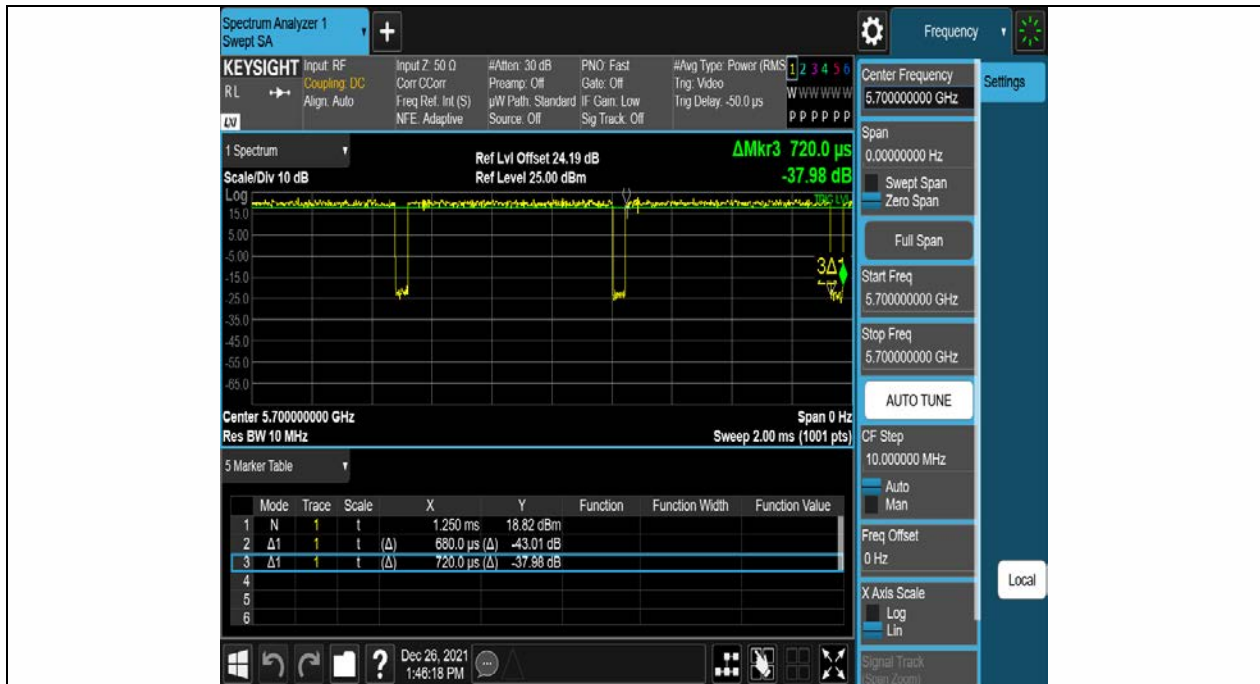 Spectrum Analyzer 1
Swept SA
+
Frequency
KEYSIGHT
RL
LXI
Input: RF
Coupling: DC
Align: Auto
Input Z: 50 Ω
Corr CCorr
Freq Ref: Int (S)
NFE: Adaptive
#Atten: 30 dB
Preamp: Off
µW Path: Standard
Source: Off
PNO: Fast
Gate: Off
IF Gain: Low
Sig Track: Off
#Avg Type: Power (RMS
Trig: Video
Trig Delay: -50.0 µs
1 2 3 4 5 6
W W W W W W
P P P P P P
1 Spectrum
Scale/Div 10 dB
Ref Lvl Offset 24.19 dB
Ref Level 25.00 dBm
ΔMkr3 720.0 µs
-37.98 dB
Log
TRIG LVL
15.0
5.00
-5.00
-15.0
-25.0
-35.0
-45.0
-55.0
-65.0
3Δ1
Center 5.700000000 GHz
Res BW 10 MHz
Span 0 Hz
Sweep 2.00 ms (1001 pts)
5 Marker Table
Mode Trace Scale X Y Function Function Width Function Value
1 N 1 t 1.250 ms 18.82 dBm
2 Δ1 1 t (Δ) 680.0 µs (Δ) -43.01 dB
3 Δ1 1 t (Δ) 720.0 µs (Δ) -37.98 dB
4
5
6
?
Dec 26, 2021
1:46:18 PM
Center Frequency
5.700000000 GHz
Span
0.00000000 Hz
Swept Span
Zero Span
Full Span
Start Freq
5.700000000 GHz
Stop Freq
5.700000000 GHz
AUTO TUNE
CF Step
10.000000 MHz
Auto
Man
Freq Offset
0 Hz
X Axis Scale
Log
Lin
Signal Track
(Span Zoom)
Settings
Local